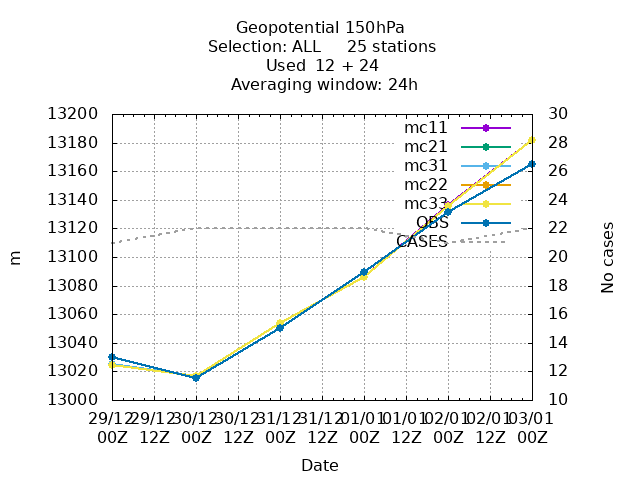 Geopotential 150hPa
Selection: ALL     25 stations
Used  12 + 24
Averaging window: 24h
13200
13180
13160
13140
13120
13100
13080
13060
13040
13020
13000
30
28
26
24
22
20
18
16
14
12
10
mc11
mc21
mc31
mc22
mc33
OBS
CASES
m
No cases
29/12 29/12 30/12 30/12 31/12 31/12 01/01 01/01 02/01 02/01 03/01
00Z 12Z 00Z 12Z 00Z 12Z 00Z 12Z 00Z 12Z 00Z
Date